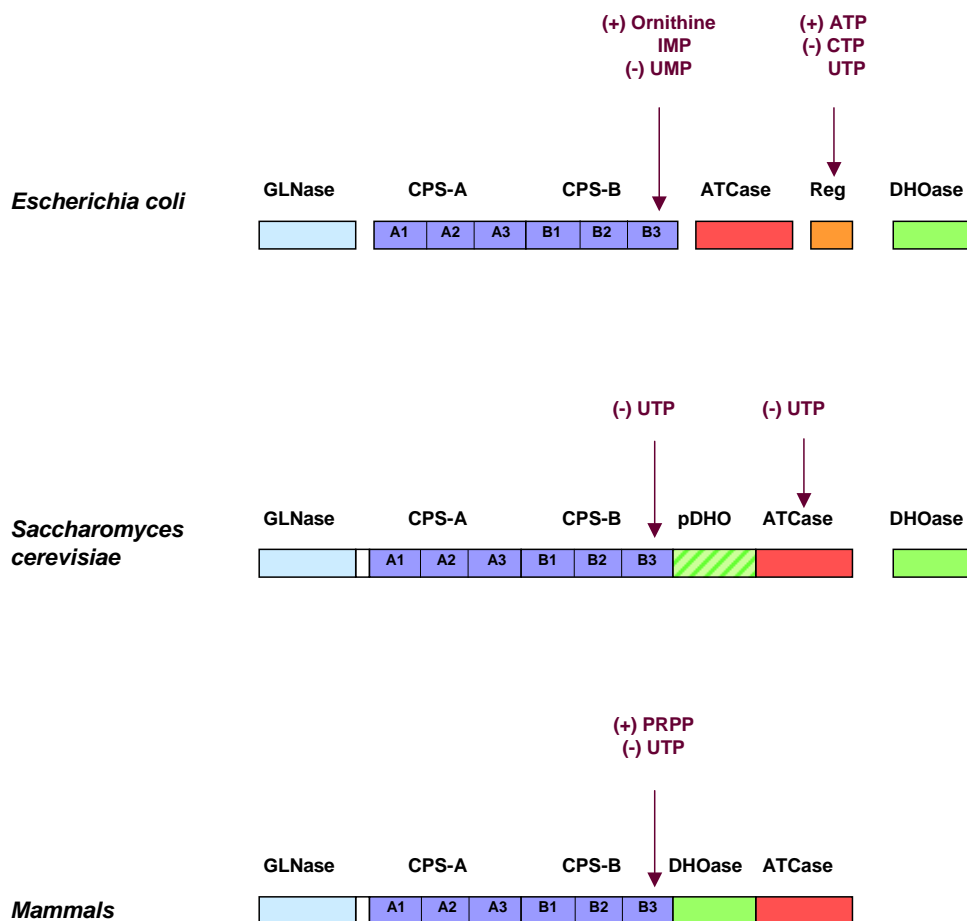 (+) Ornithine
IMP
(-) UMP
(+) ATP
(-) CTP
UTP
Escherichia coli
GLNase CPS-A CPS-B ATCase Reg DHOase
A1 A2 A3 B1 B2 B3
(-) UTP (-) UTP
Saccharomyces
cerevisiae
GLNase CPS-A CPS-B pDHO ATCase DHOase
A1 A2 A3 B1 B2 B3
(+) PRPP
(-) UTP
GLNase CPS-A CPS-B DHOase ATCase
Mammals
A1 A2 A3 B1 B2 B3